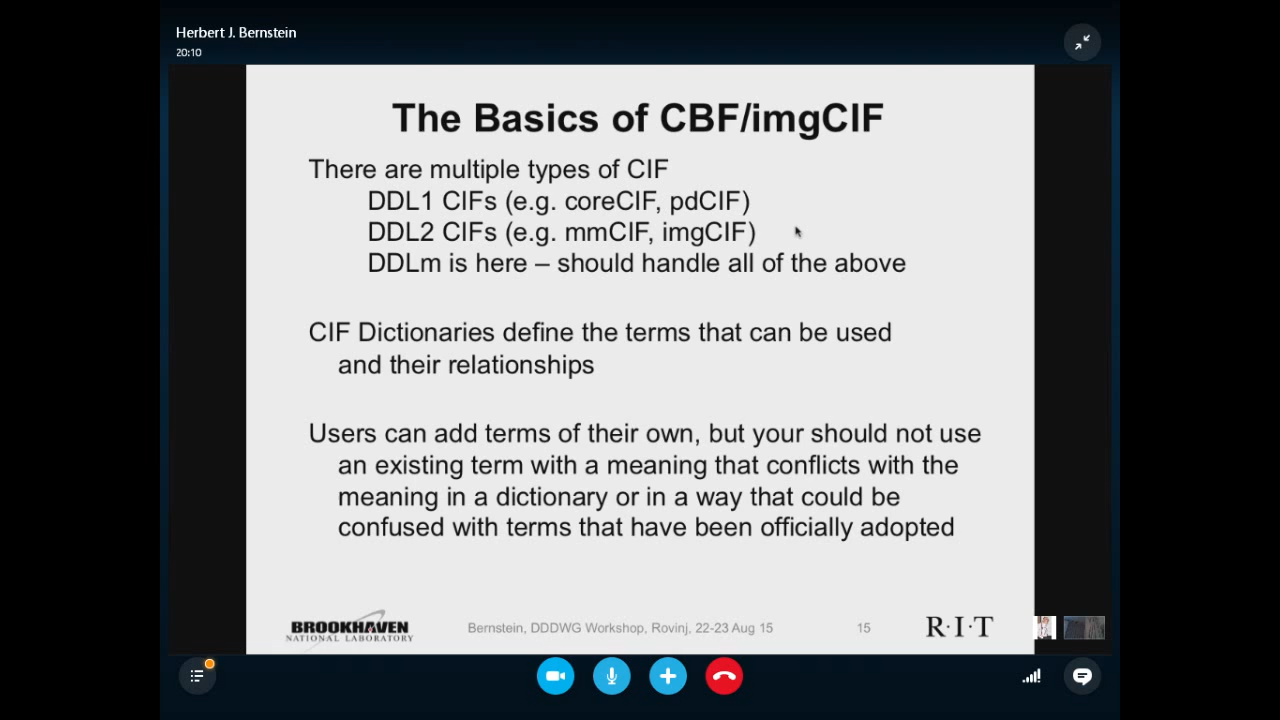 Herbert J. Bernstein
20:10
The Basics of CBF/imgCIF
There are multiple types of CIF
DDL1 CIFs (e.g. coreCIF, pdCIF)
DDL2 CIFs (e.g. mmCIF, imgCIF)
DDLm is here – should handle all of the above
CIF Dictionaries define the terms that can be used
and their relationships
Users can add terms of their own, but your should not use
an existing term with a meaning that conflicts with the
meaning in a dictionary or in a way that could be
confused with terms that have been officially adopted
BROOKHAVEN
NATIONAL LABORATORY
Bernstein, DDDWG Workshop, Rovinj, 22-23 Aug 15
15
R·I·T